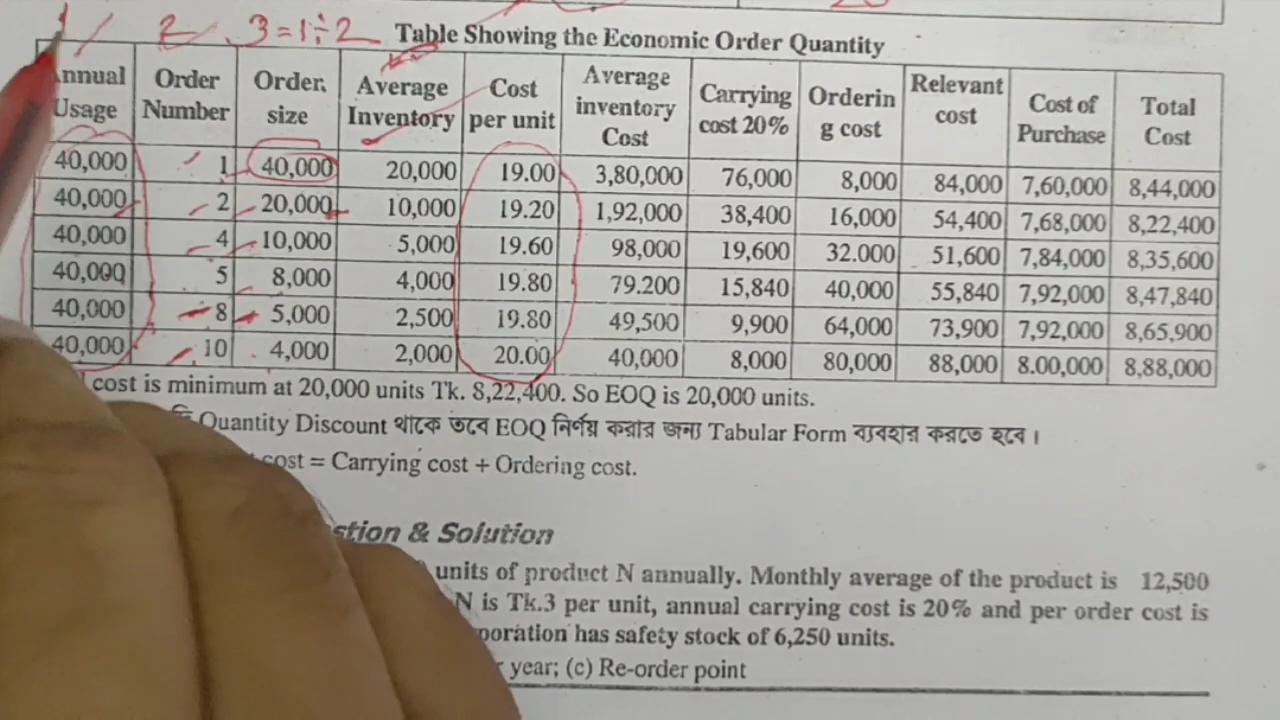 1 2 3=1÷2
Table Showing the Economic Order Quantity
Annual Usage Order Number Order size Average Inventory Cost per unit Average inventory Cost Carrying cost 20% Orderin g cost Relevant cost Cost of Purchase Total Cost
40,000 1 40,000 20,000 19.00 3,80,000 76,000 8,000 84,000 7,60,000 8,44,000
40,000 2 20,000 10,000 19.20 1,92,000 38,400 16,000 54,400 7,68,000 8,22,400
40,000 4 10,000 5,000 19.60 98,000 19,600 32.000 51,600 7,84,000 8,35,600
40,000 5 8,000 4,000 19.80 79.200 15,840 40,000 55,840 7,92,000 8,47,840
40,000 8 5,000 2,500 19.80 49,500 9,900 64,000 73,900 7,92,000 8,65,900
40,000 10 4,000 2,000 20.00 40,000 8,000 80,000 88,000 8.00,000 8,88,000
cost is minimum at 20,000 units Tk. 8,22,400. So EOQ is 20,000 units.
Quantity Discount থাকে তবে EOQ নির্ণয় করার জন্য Tabular Form ব্যবহার করতে হবে।
cost = Carrying cost + Ordering cost.
& Solution
units of product N annually. Monthly average of the product is 12,500
N is Tk.3 per unit, annual carrying cost is 20% and per order cost is
has safety stock of 6,250 units.
year; (c) Re-order point